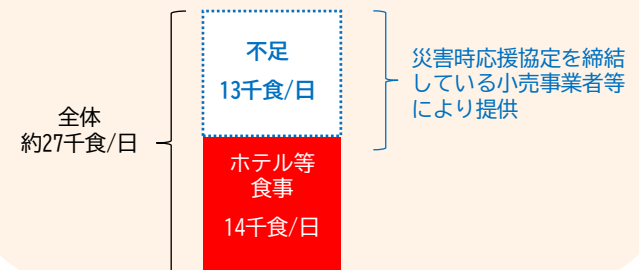 不足
13千食/日
災害時応援協定を締結
している小売事業者等
により提供
全体
約27千食/日
ホテル等
食事
14千食/日